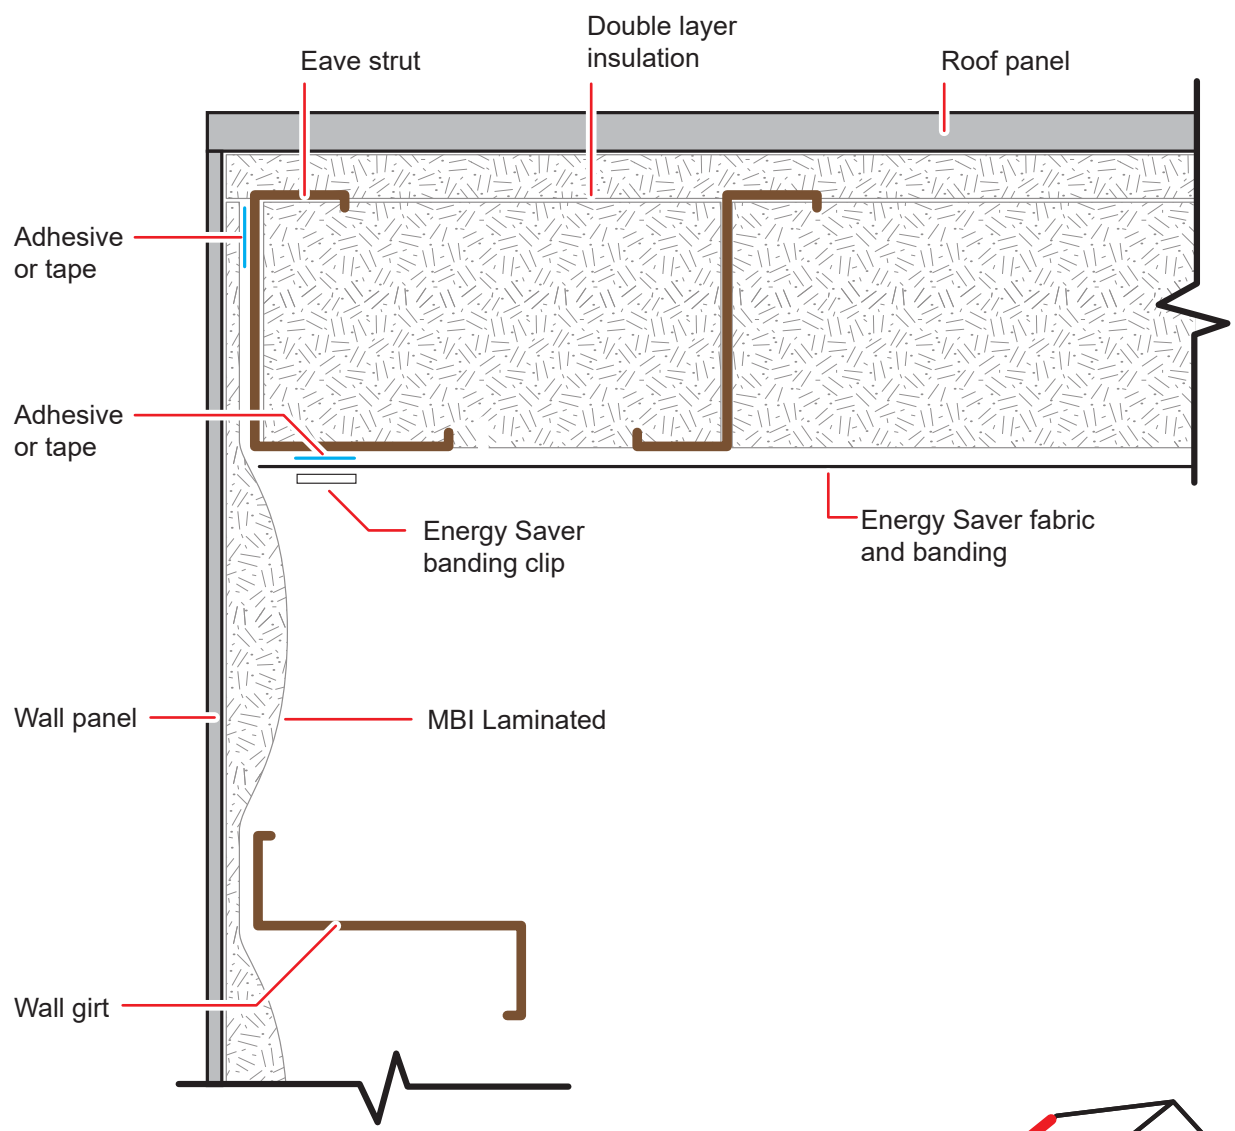 Double layer
insulation
Eave strut
Roof panel
Adhesive
or tape
Adhesive
or tape
Energy Saver
banding clip
Energy Saver fabric
and banding
Wall panel
MBI Laminated
Wall girt